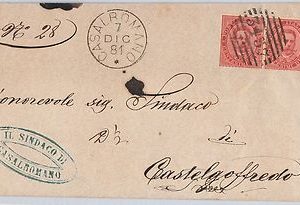 N.º 28
CASALROMANO
7
DIC
81
onorevole sig. Sindaco
di
Castelgoffredo
IL SINDACO DI
CASALROMANO